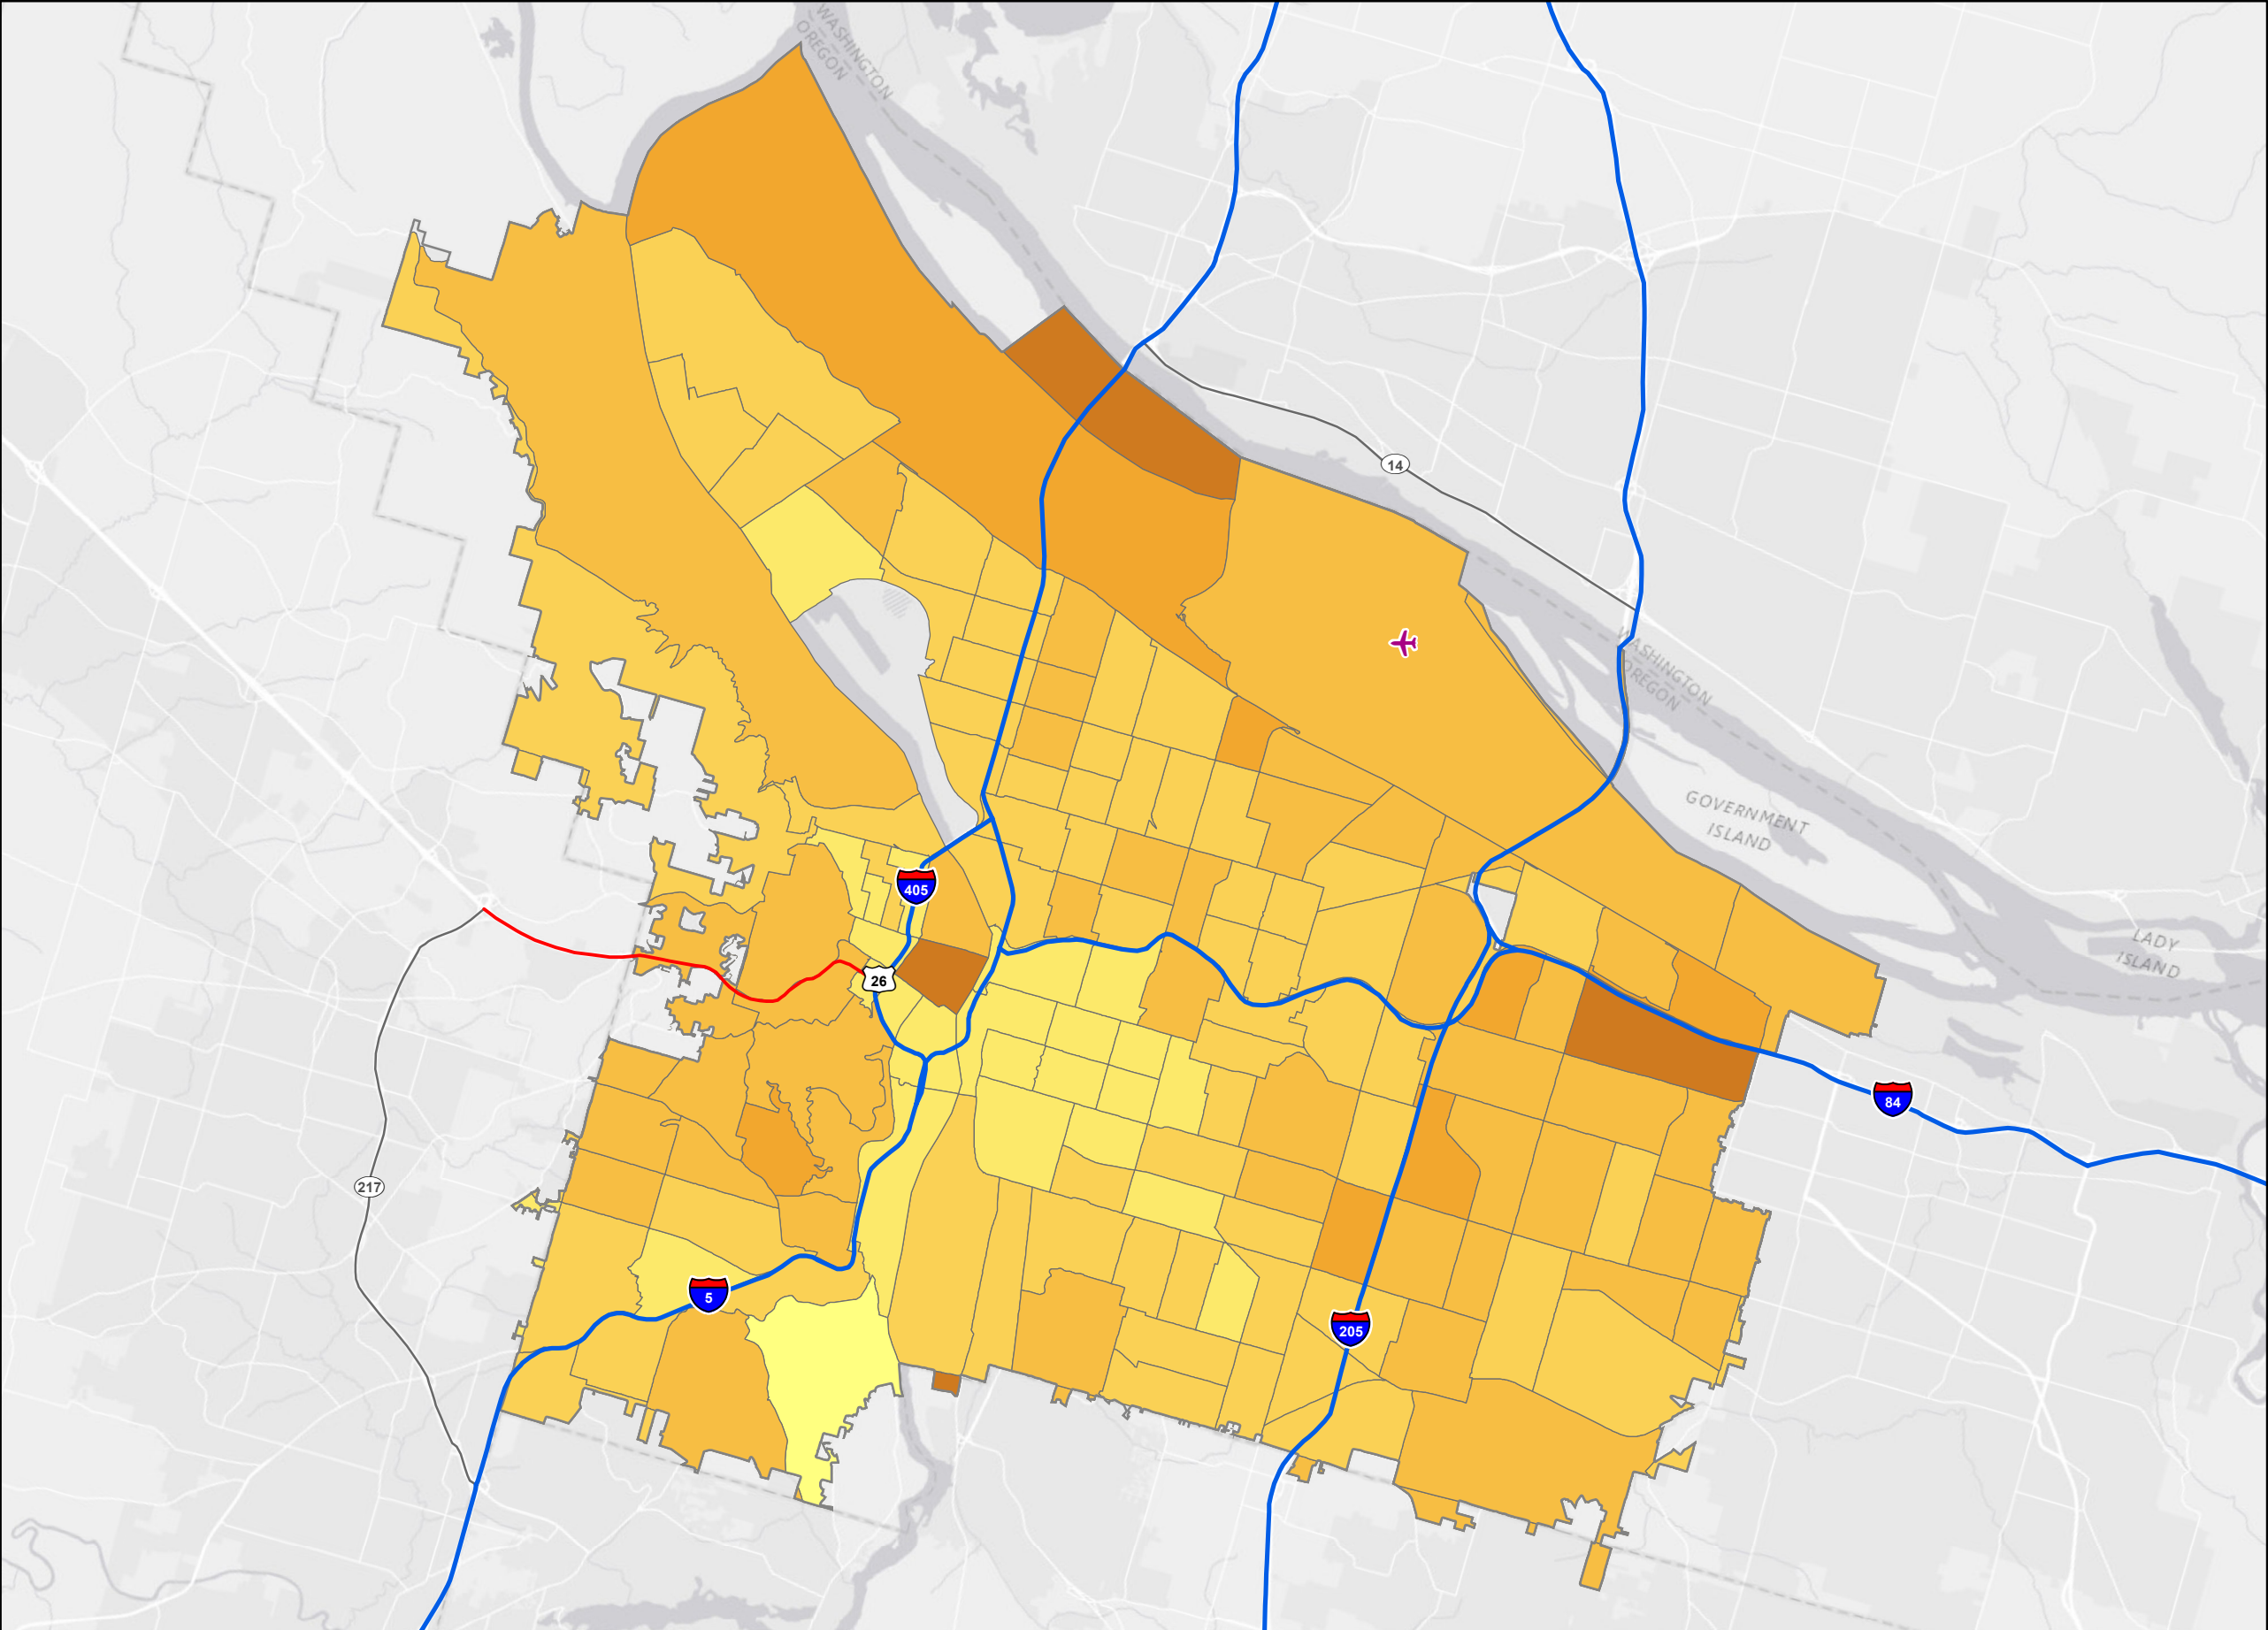 WASHINGTON
OREGON
14
WASHINGTON
OREGON
GOVERNMENT
ISLAND
405
LADY
ISLAND
26
84
217
5
205